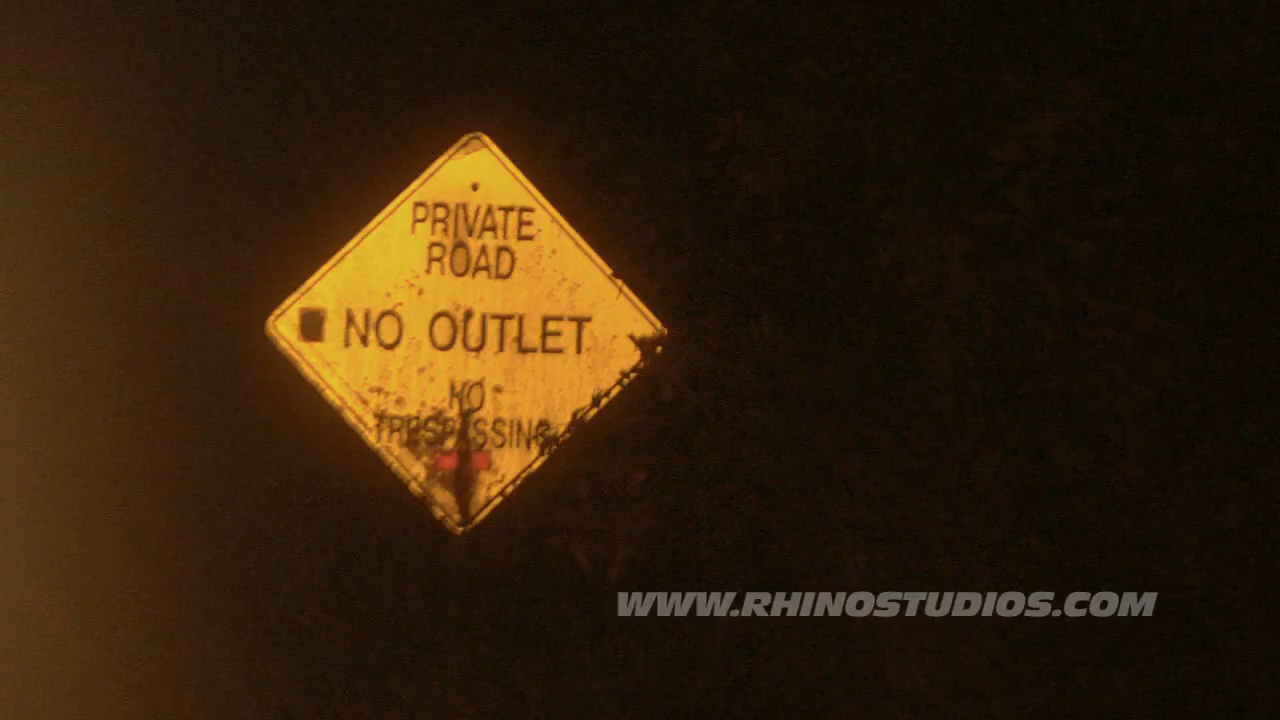 PRIVATE
ROAD
NO OUTLET
NO
TRESPASSING
WWW.RHINOSTUDIOS.COM